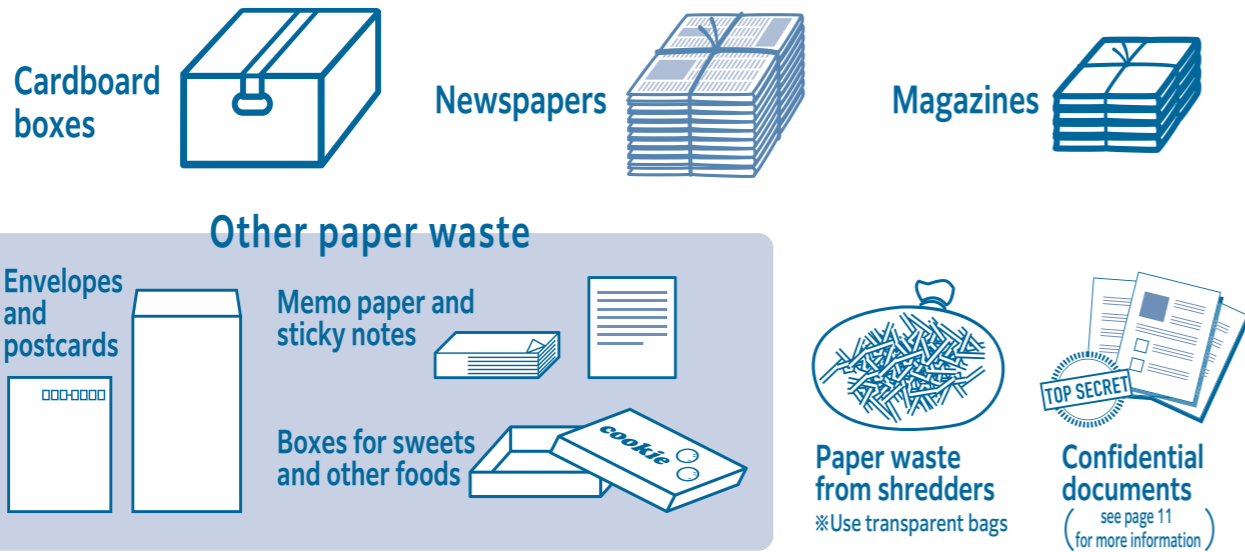 Cardboard
boxes
Newspapers
Magazines
Other paper waste
Envelopes
and
postcards
Memo paper and
sticky notes
Boxes for sweets
and other foods
cookie
TOP SECRET
Paper waste
from shredders
※Use transparent bags
Confidential
documents
(see page 11
for more information)